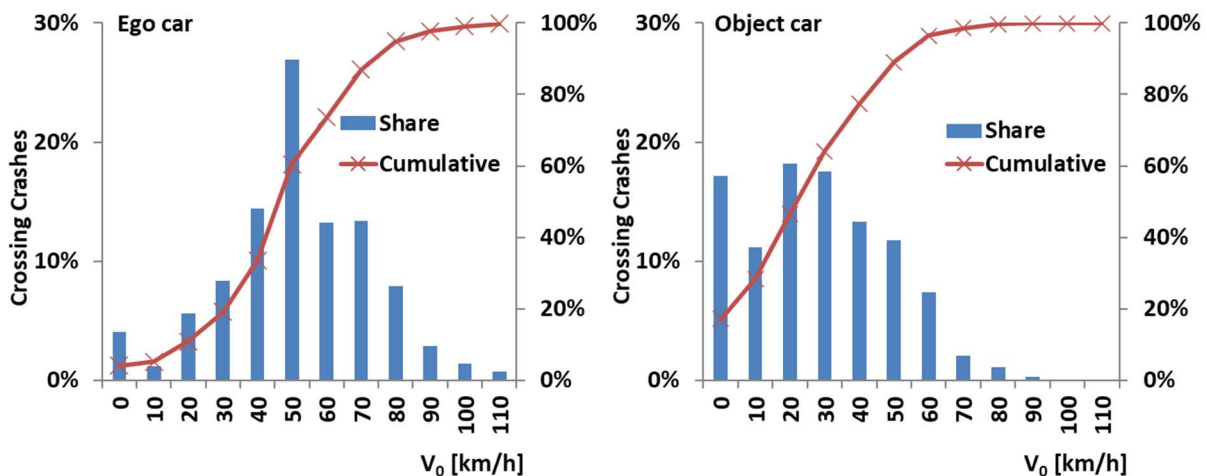 Ego car
30%
20%
10%
0%
Crossing Crashes
Share
Cumulative
100%
80%
60%
40%
20%
0%
0 10 20 30 40 50 60 70 80 90 100 110
V₀ [km/h]
Object car
30%
20%
10%
0%
Crossing Crashes
Share
Cumulative
100%
80%
60%
40%
20%
0%
0 10 20 30 40 50 60 70 80 90 100 110
V₀ [km/h]